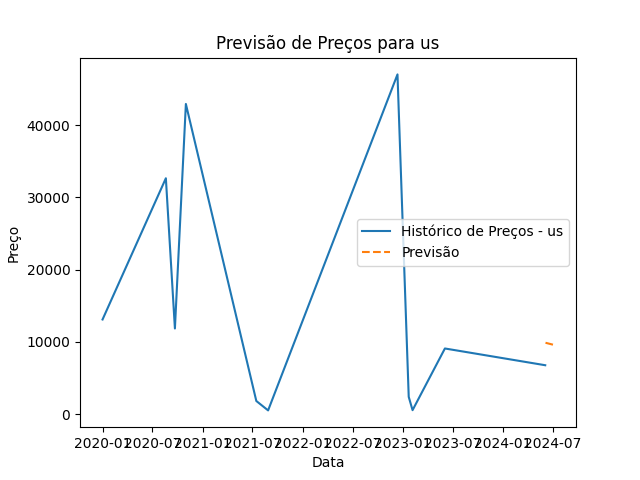 Previsão de Preços para us
Preço
40000
30000
20000
10000
0
Histórico de Preços - us
Previsão
2020-01 2020-07 2021-01 2021-07 2022-01 2022-07 2023-01 2023-07 2024-01 2024-07
Data